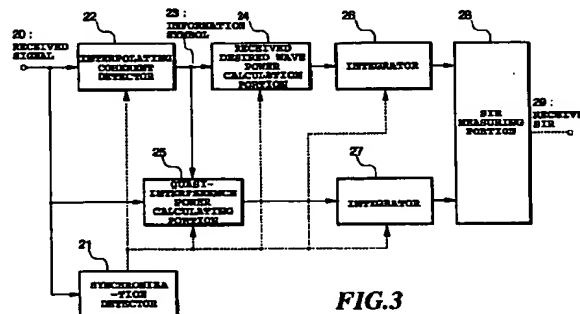 20:
RECEIVED
SIGNAL
22
INTERPOLATING
COHERENT
DETECTOR
23:
INFORMATION
SYMBOL
24
RECEIVED
DESIRED WAVE
POWER
CALCULATION
PORTION
26
INTEGRATOR
28
SIR
MEASURING
PORTION
29:
RECEIVE
SIR
25
QUASI-
INTERFERENCE
POWER
CALCULATING
PORTION
27
INTEGRATOR
21
SYNCHRONIZA
-TION
DETECTOR
FIG.3